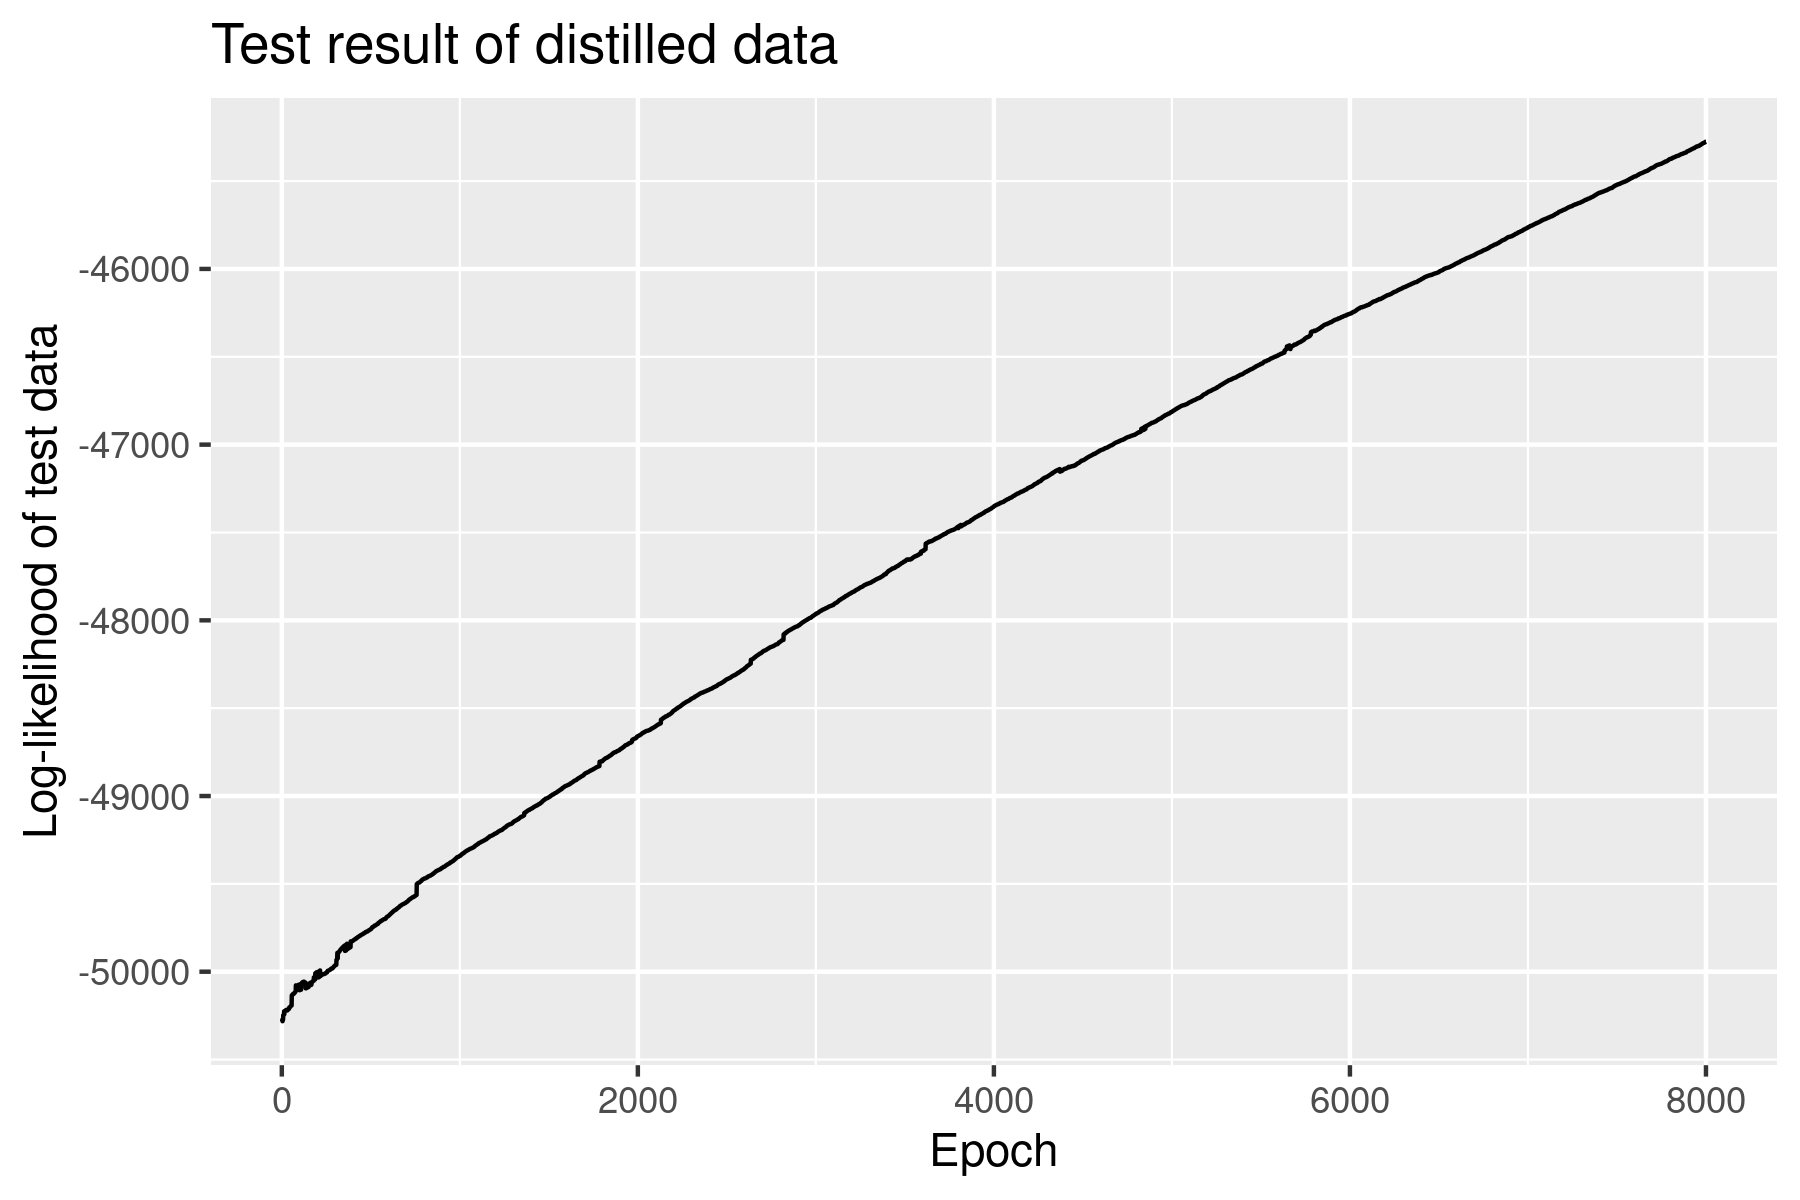 Test result of distilled data
Log-likelihood of test data
-46000
-47000
-48000
-49000
-50000
0 2000 4000 6000 8000
Epoch